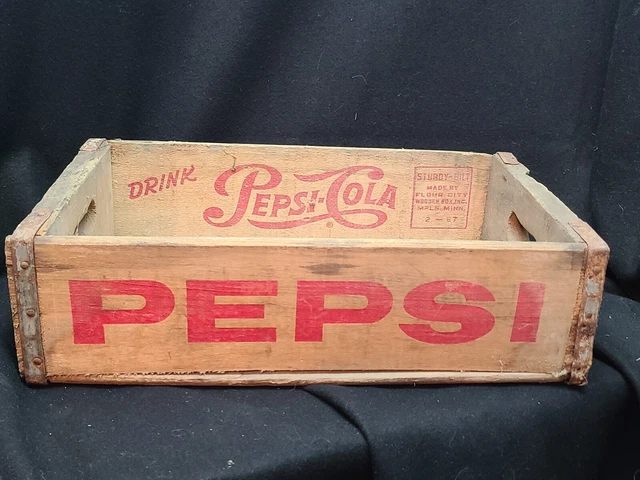 DRINK PEPSI-COLA
STURDY-BILT
MADE BY
FLOUR CITY
WOODEN BOX, INC.
MPLS. MINN.
2 - 67
PEPSI